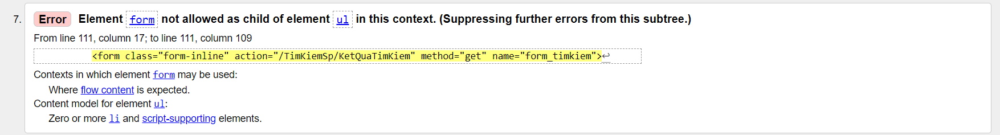 7. Error Element form not allowed as child of element ul in this context. (Suppressing further errors from this subtree.)
From line 111, column 17; to line 111, column 109
<form class="form-inline" action="/TimKiemSp/KetQuaTimKiem" method="get" name="form_timkiem">↩
Contexts in which element form may be used:
Where flow content is expected.
Content model for element ul:
Zero or more li and script-supporting elements.